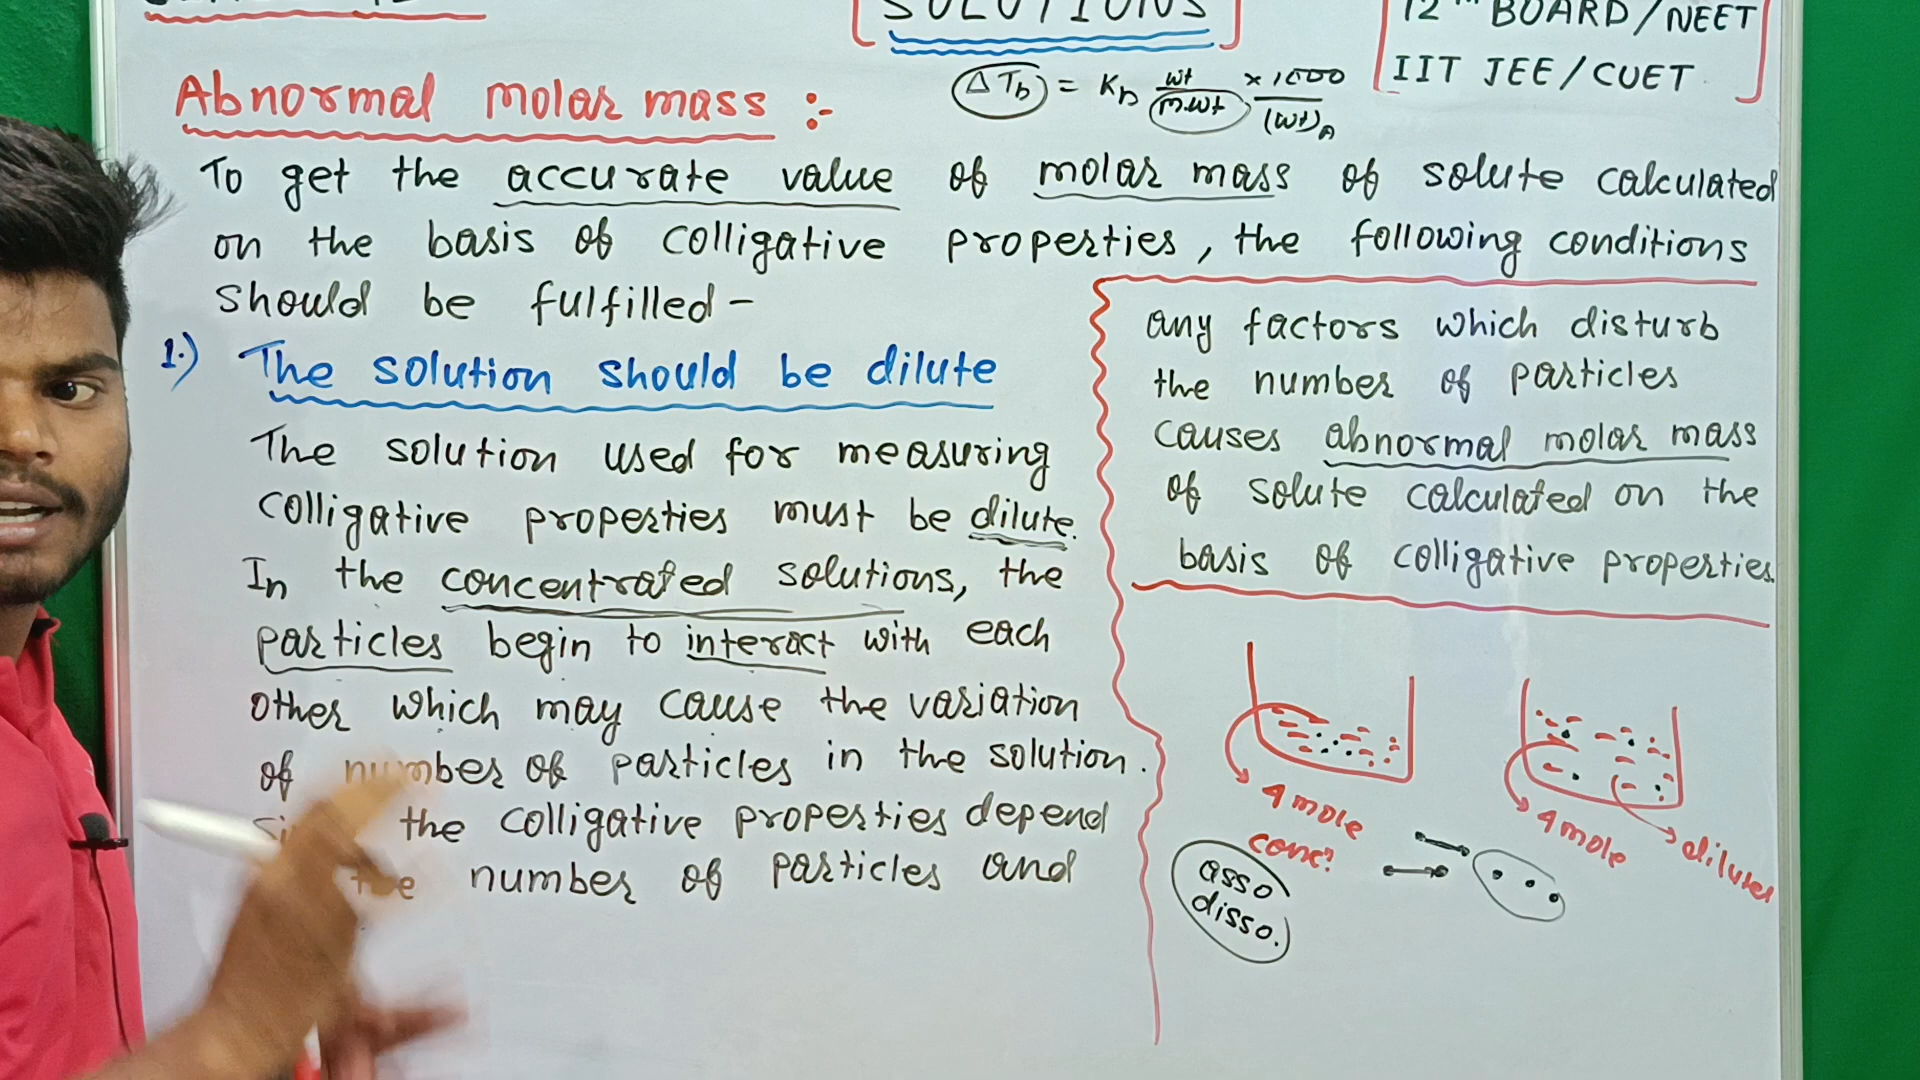 SOLUTIONS
12th BOARD/NEET
IIT JEE/CUET
Abnormal molar mass :-
ΔTb = Kb wt/m.wt × 1000/(wt)A
To get the accurate value of molar mass of solute calculated
on the basis of colligative properties, the following conditions
should be fulfilled -
1.) The solution should be dilute
The solution used for measuring
colligative properties must be dilute.
In the concentrated solutions, the
particles begin to interact with each
other which may cause the variation
of number of particles in the solution.
the colligative properties depend
number of particles and
any factors which disturb
the number of particles
causes abnormal molar mass
of solute calculated on the
basis of colligative properties.
4 mole
conc?
4 mole
dilute
asso
disso.